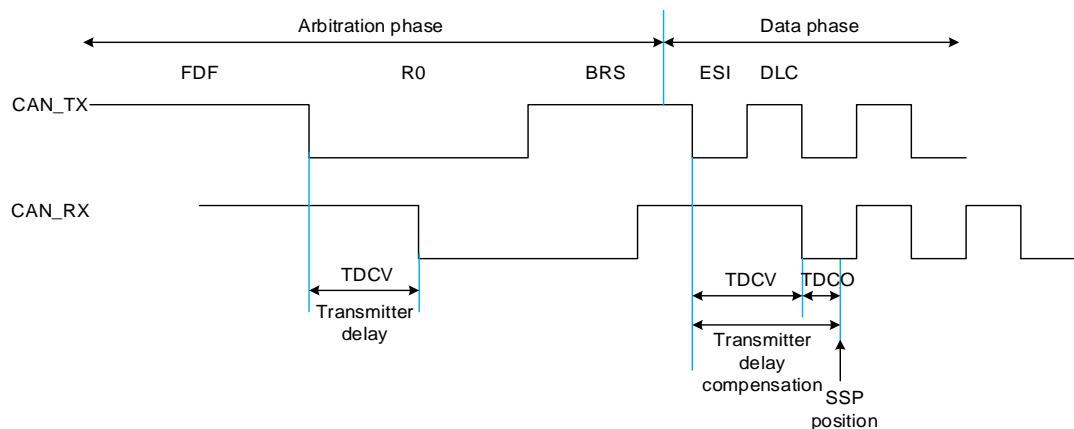 Arbitration phase
Data phase
FDF
R0
BRS
ESI
DLC
CAN_TX
CAN_RX
TDCV
Transmitter
delay
TDCV
TDCO
Transmitter
delay
compensation
SSP
position